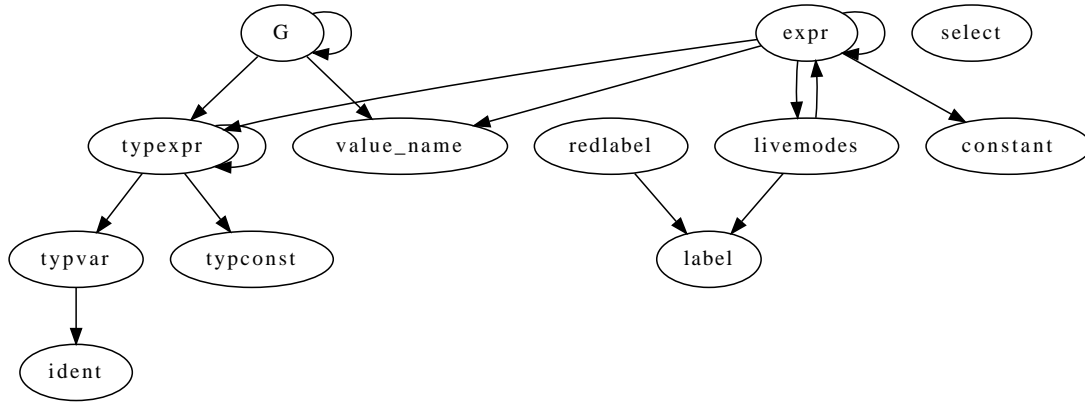 G
expr
select
typexpr
value_name
redlabel
livemodes
constant
typvar
typconst
label
ident